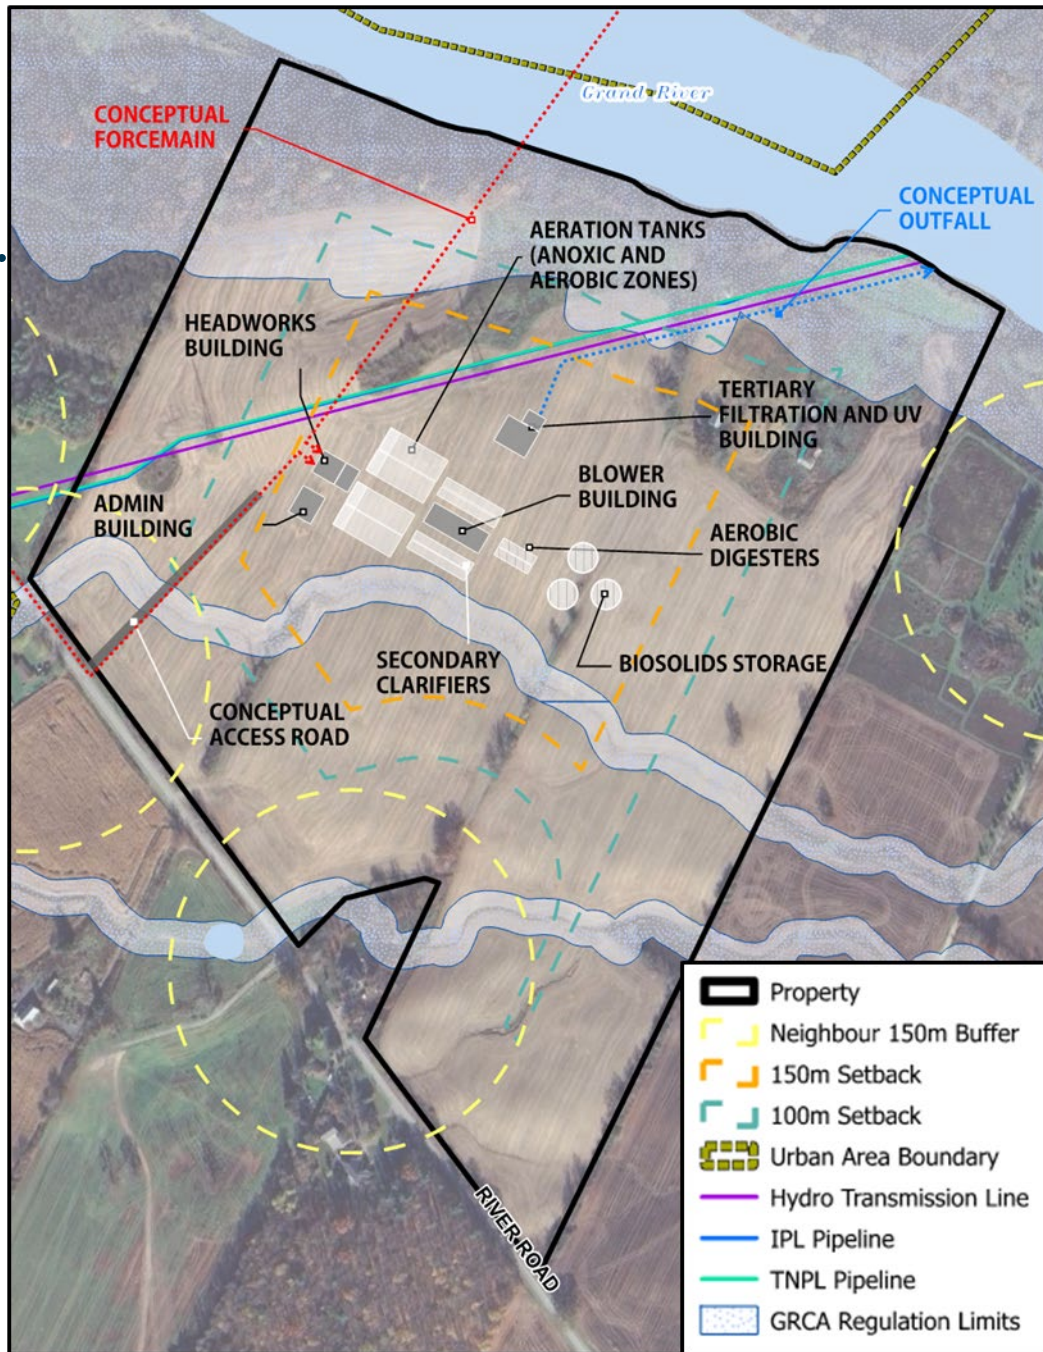 Grand River
CONCEPTUAL
FORCEMAIN
CONCEPTUAL
OUTFALL
AERATION TANKS
(ANOXIC AND
AEROBIC ZONES)
HEADWORKS
BUILDING
TERTIARY
FILTRATION AND UV
BUILDING
BLOWER
BUILDING
ADMIN
BUILDING
AEROBIC
DIGESTERS
SECONDARY
CLARIFIERS
BIOSOLIDS STORAGE
CONCEPTUAL
ACCESS ROAD
RIVER ROAD
Property
Neighbour 150m Buffer
150m Setback
100m Setback
Urban Area Boundary
Hydro Transmission Line
IPL Pipeline
TNPL Pipeline
GRCA Regulation Limits